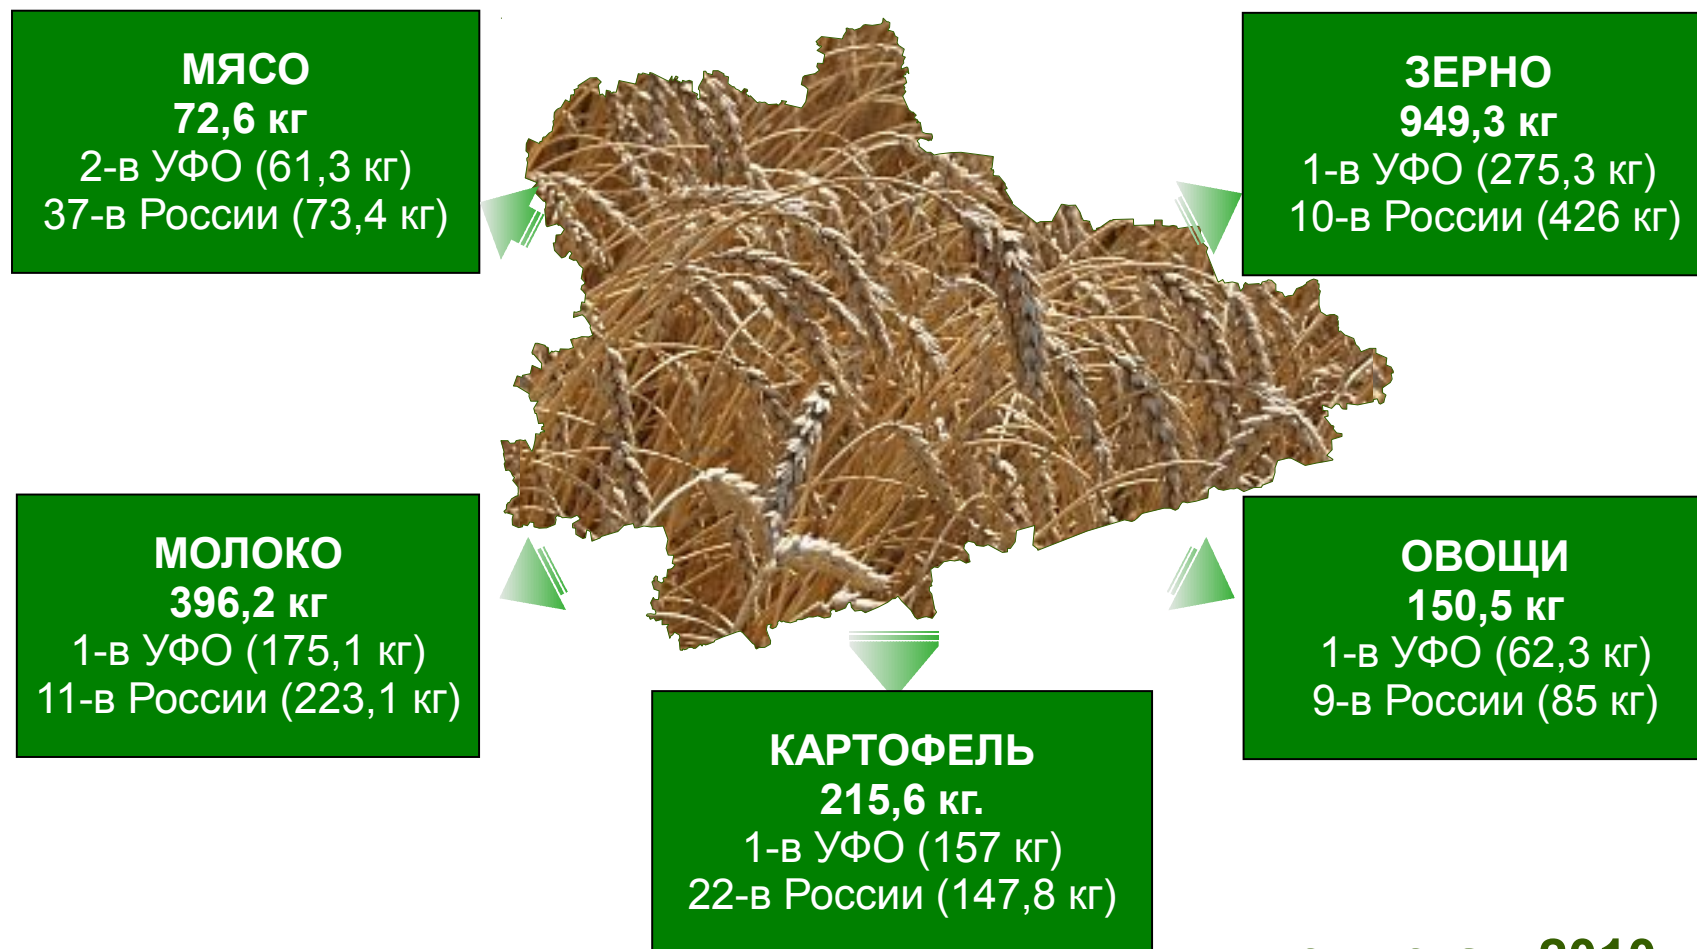 МЯСО
72,6 кг
2-в УФО (61,3 кг)
37-в России (73,4 кг)
ЗЕРНО
949,3 кг
1-в УФО (275,3 кг)
10-в России (426 кг)
МОЛОКО
396,2 кг
1-в УФО (175,1 кг)
11-в России (223,1 кг)
ОВОЩИ
150,5 кг
1-в УФО (62,3 кг)
9-в России (85 кг)
КАРТОФЕЛЬ
215,6 кг.
1-в УФО (157 кг)
22-в России (147,8 кг)